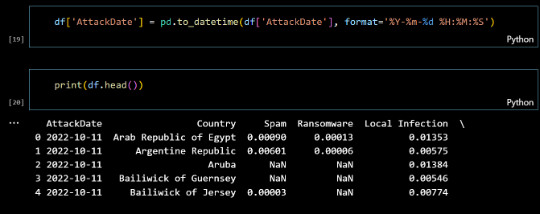 df['AttackDate'] = pd.to_datetime(df['AttackDate'], format='%Y-%m-%d %H:%M:%S')
[19]
Python
print(df.head())
[20]
Python
... AttackDate Country Spam Ransomware Local Infection \
0 2022-10-11 Arab Republic of Egypt 0.00090 0.00013 0.01353
1 2022-10-11 Argentine Republic 0.00601 0.00006 0.00575
2 2022-10-11 Aruba NaN NaN 0.01384
3 2022-10-11 Bailiwick of Guernsey NaN NaN 0.00546
4 2022-10-11 Bailiwick of Jersey 0.00003 NaN 0.00774